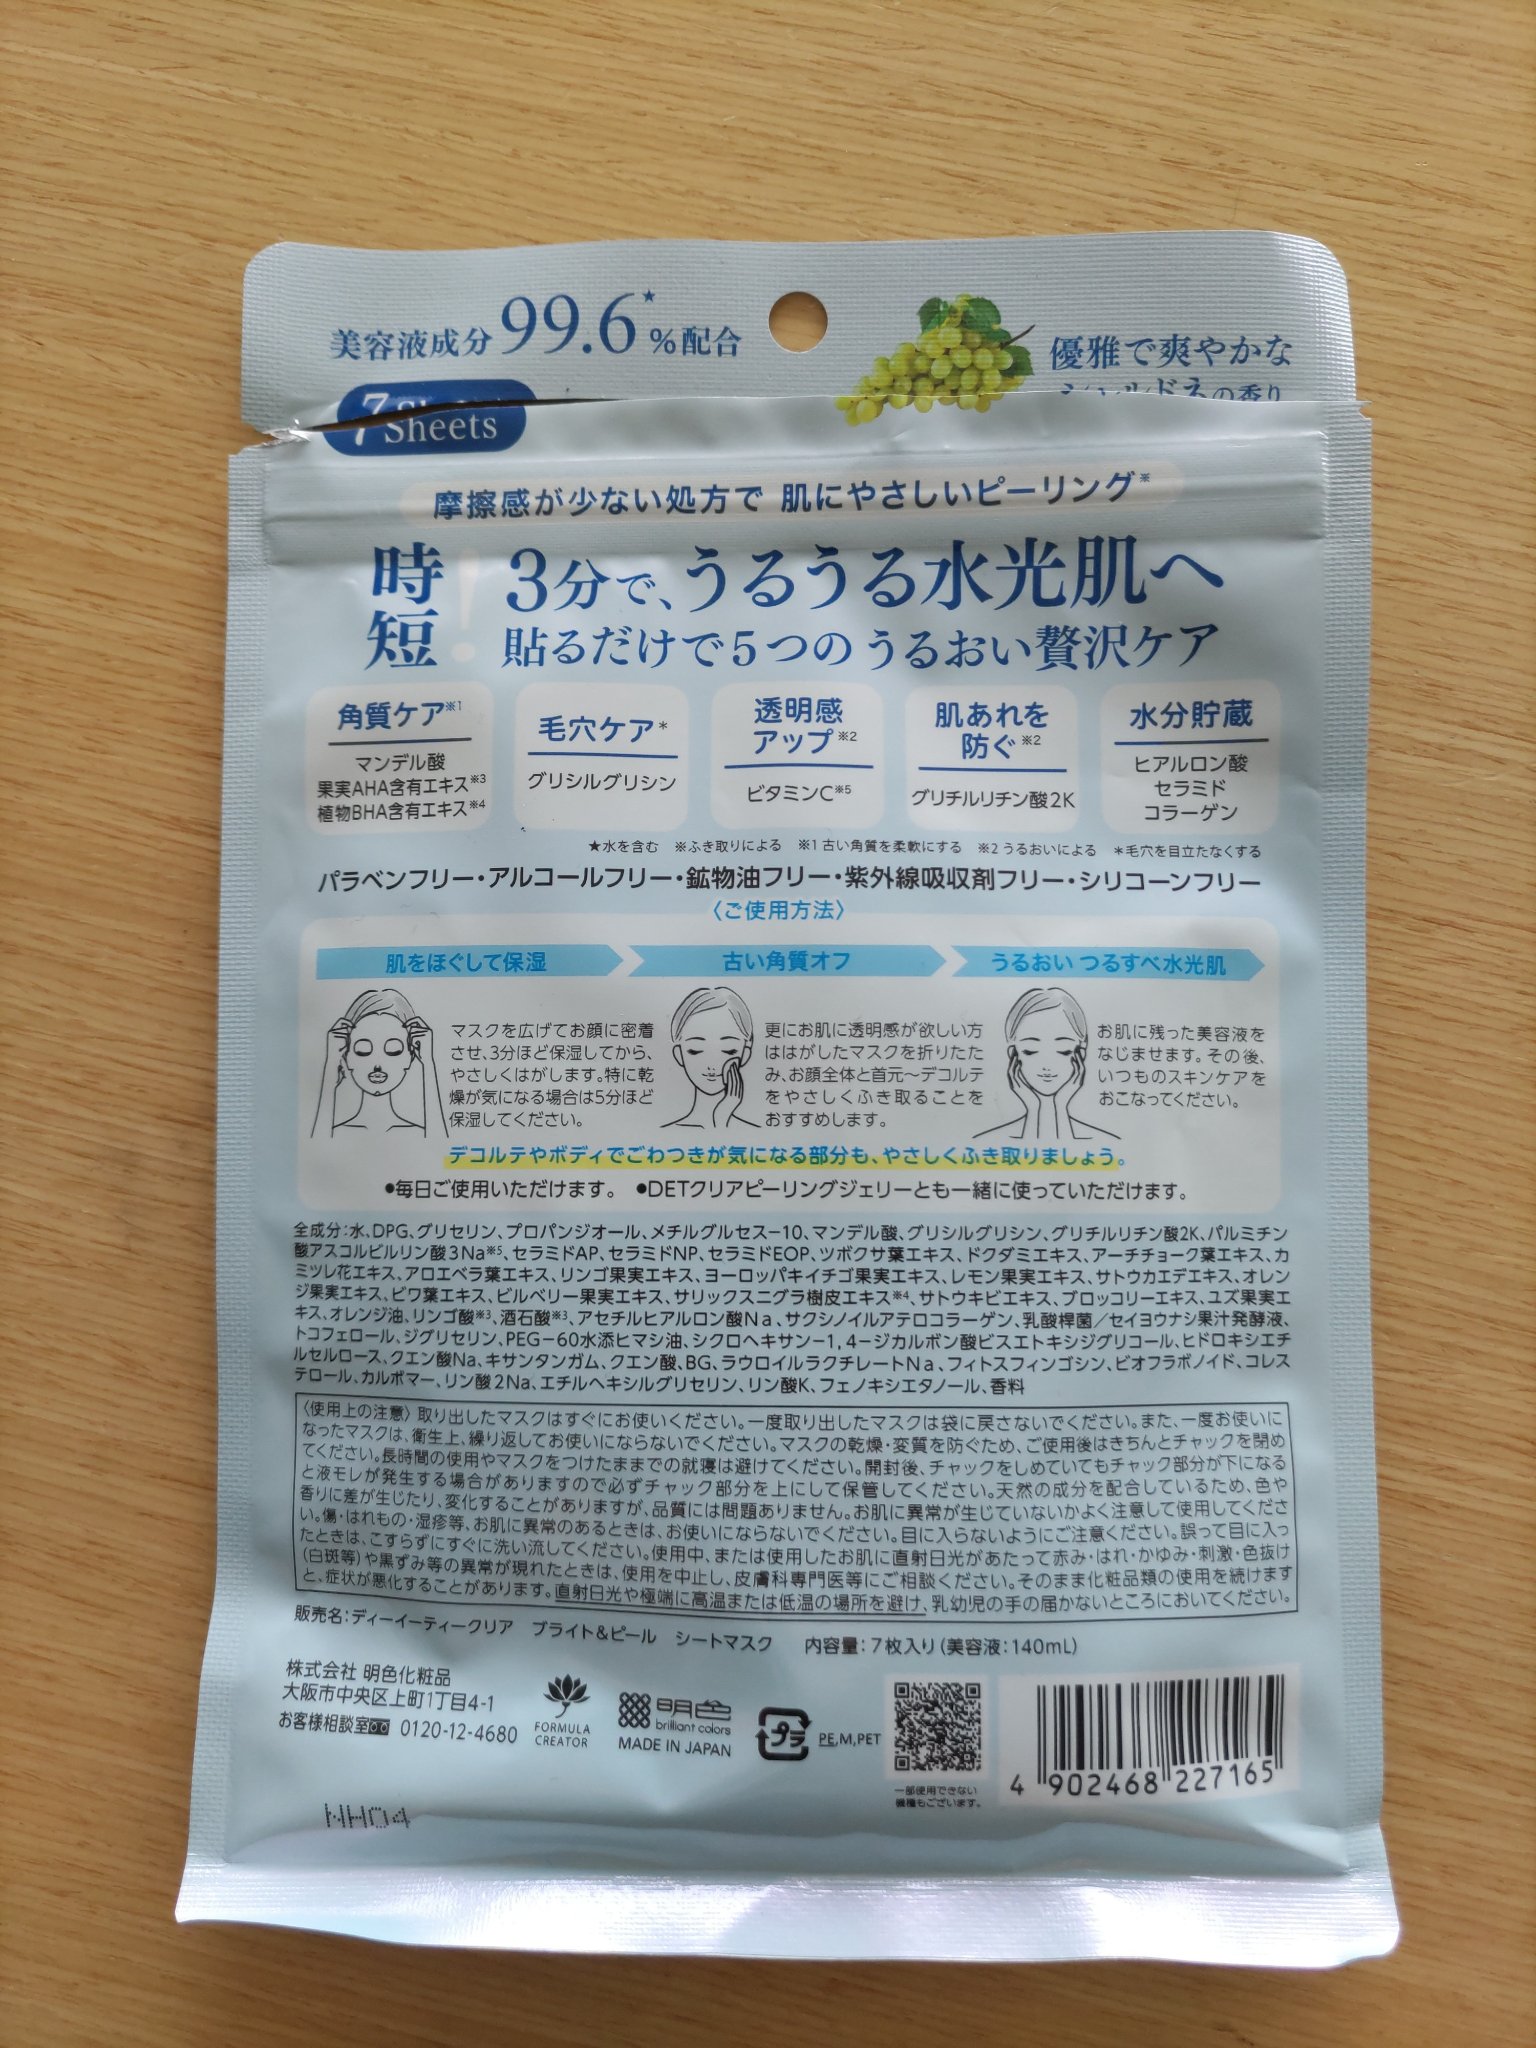 美容液成分99.6★%配合
優雅で爽やかな
シャルドネの香り
7 Sheets
摩擦感が少ない処方で 肌にやさしいピーリング※
時短! 3分で、うるうる水光肌へ
貼るだけで5つのうるおい贅沢ケア
角質ケア※1
マンデル酸
果実AHA含有エキス※3
植物BHA含有エキス※4
毛穴ケア*
グリシルグリシン
透明感
アップ※2
ビタミンC※5
肌あれを
防ぐ※2
グリチルリチン酸2K
水分貯蔵
ヒアルロン酸
セラミド
コラーゲン
★水を含む ※ふき取りによる ※1 古い角質を柔軟にする ※2 うるおいによる *毛穴を目立たなくする
パラベンフリー・アルコールフリー・鉱物油フリー・紫外線吸収剤フリー・シリコーンフリー
〈ご使用方法〉
肌をほぐして保湿
マスクを広げてお顔に密着
させ、3分ほど保湿してから、
やさしくはがします。特に乾
燥が気になる場合は5分ほど
保湿してください。
古い角質オフ
更にお肌に透明感が欲しい方
ははがしたマスクを折りたた
み、お顔全体と首元〜デコルテ
をやさしくふき取ることを
おすすめします。
うるおい つるすべ水光肌
お肌に残った美容液を
なじませます。その後、
いつものスキンケアを
おこなってください。
デコルテやボディでごわつきが気になる部分も、やさしくふき取りましょう。
●毎日ご使用いただけます。 ●DETクリアピーリングジェリーとも一緒に使っていただけます。
全成分：水、DPG、グリセリン、プロパンジオール、メチルグルセス−10、マンデル酸、グリシルグリシン、グリチルリチン酸2K、パルミチン
酸アスコルビルリン酸3Na※5、セラミドAP、セラミドNP、セラミドEOP、ツボクサ葉エキス、ドクダミエキス、アーチチョーク葉エキス、カ
ミツレ花エキス、アロエベラ葉エキス、リンゴ果実エキス、ヨーロッパキイチゴ果実エキス、レモン果実エキス、サトウカエデエキス、オレン
ジ果実エキス、ビワ葉エキス、ビルベリー果実エキス、サリックスニグラ樹皮エキス※4、サトウキビエキス、ブロッコリーエキス、ユズ果実エ
キス、オレンジ油、リンゴ酸※3、酒石酸※3、アセチルヒアルロン酸Na、サクシノイルアテロコラーゲン、乳酸桿菌／セイヨウナシ果汁発酵液、
トコフェロール、ジグリセリン、PEG−60水添ヒマシ油、シクロヘキサン−1，4−ジカルボン酸ビスエトキシジグリコール、ヒドロキシエチ
ルセルロース、クエン酸Na、キサンタンガム、クエン酸、BG、ラウロイルラクチレートNa、フィトスフィンゴシン、ビオフラボノイド、コレス
テロール、カルボマー、リン酸2Na、エチルヘキシルグリセリン、リン酸K、フェノキシエタノール、香料
〈使用上の注意〉取り出したマスクはすぐにお使いください。一度取り出したマスクは袋に戻さないでください。また、一度お使いに
なったマスクは、衛生上、繰り返してお使いにならないでください。マスクの乾燥・変質を防ぐため、ご使用後はきちんとチャックを閉め
てください。長時間の使用やマスクをつけたままでの就寝は避けてください。開封後、チャックをしめていてもチャック部分が下になる
と液モレが発生する場合がありますので必ずチャック部分を上にして保管してください。天然の成分を配合しているため、色や
香りに差が生じたり、変化することがありますが、品質には問題ありません。お肌に異常が生じていないかよく注意して使用してくださ
い。傷・はれもの・湿疹等、お肌に異常のあるときは、お使いにならないでください。目に入らないようにご注意ください。誤って目に入っ
たときは、こすらずにすぐに洗い流してください。使用中、または使用したお肌に直射日光があたって赤み・はれ・かゆみ・刺激・色抜け
（白斑等）や黒ずみ等の異常が現れたときは、使用を中止し、皮膚科専門医等にご相談ください。そのまま化粧品類の使用を続けます
と、症状が悪化することがあります。直射日光や極端に高温または低温の場所を避け、乳幼児の手の届かないところにおいてください。
販売名：ディーイーティークリア ブライト&ピール シートマスク 内容量：7枚入り（美容液：140mL）
株式会社 明色化粧品
大阪市中央区上町1丁目4-1
お客様相談室 0120-12-4680
FORMULA
CREATOR
明色
brilliant colors
MADE IN JAPAN
プラ
PE,M,PET
一部使用できない
機種もございます。
4 902468 227165
HH04